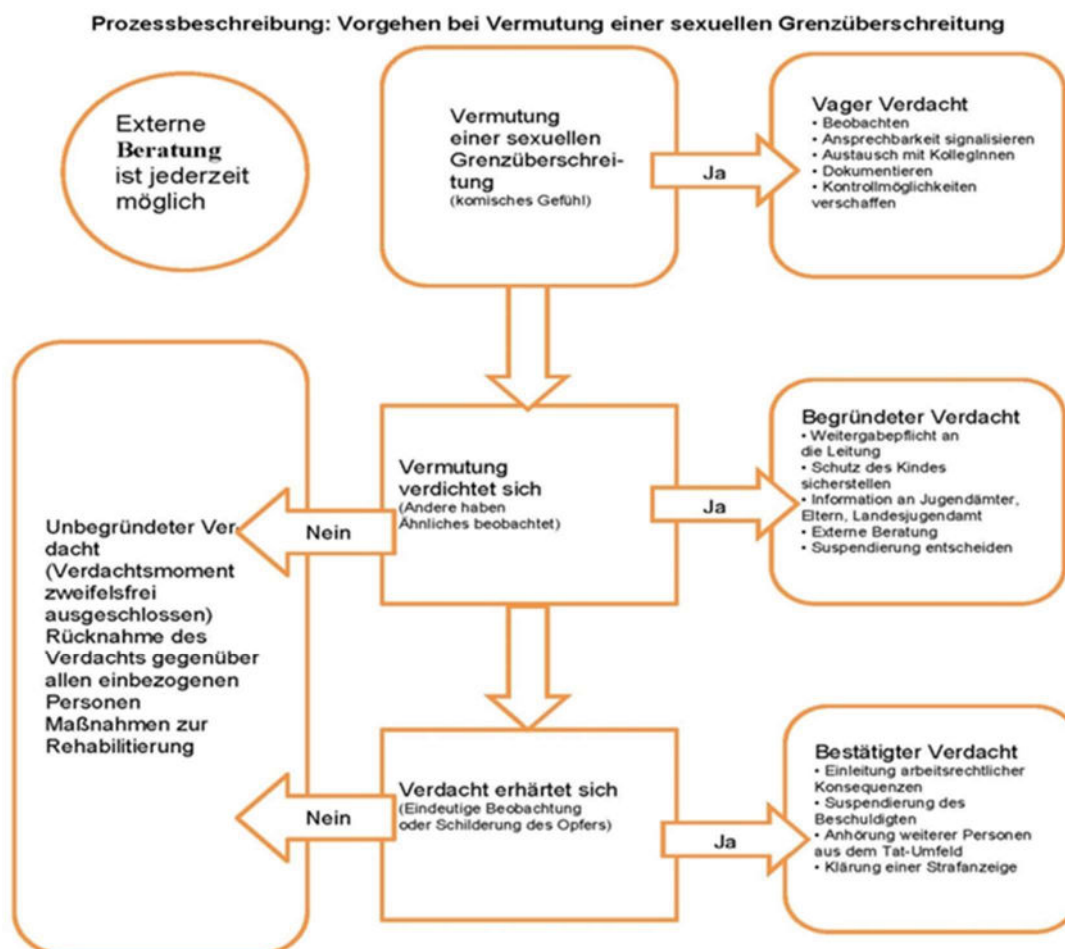 Prozessbeschreibung: Vorgehen bei Vermutung einer sexuellen Grenzüberschreitung
Externe
Beratung
ist jederzeit
möglich
Vermutung
einer sexuellen
Grenzüberschrei-
tung
(komisches Gefühl)
Ja
Vager Verdacht
• Beobachten
• Ansprechbarkeit signalisieren
• Austausch mit KollegInnen
• Dokumentieren
• Kontrollmöglichkeiten
verschaffen
Unbegründeter Ver-
dacht
(Verdachtsmoment
zweifelsfrei
ausgeschlossen)
Rücknahme des
Verdachts gegenüber
allen einbezogenen
Personen
Maßnahmen zur
Rehabilitierung
Nein
Vermutung
verdichtet sich
(Andere haben
Ähnliches beobachtet)
Ja
Begründeter Verdacht
• Weitergabepflicht an
die Leitung
• Schutz des Kindes
sicherstellen
• Information an Jugendämter,
Eltern, Landesjugendamt
• Externe Beratung
• Suspendierung entscheiden
Nein
Verdacht erhärtet sich
(Eindeutige Beobachtung
oder Schilderung des Opfers)
Ja
Bestätigter Verdacht
• Einleitung arbeitsrechtlicher
Konsequenzen
• Suspendierung des
Beschuldigten
• Anhörung weiterer Personen
aus dem Tat-Umfeld
• Klärung einer Strafanzeige